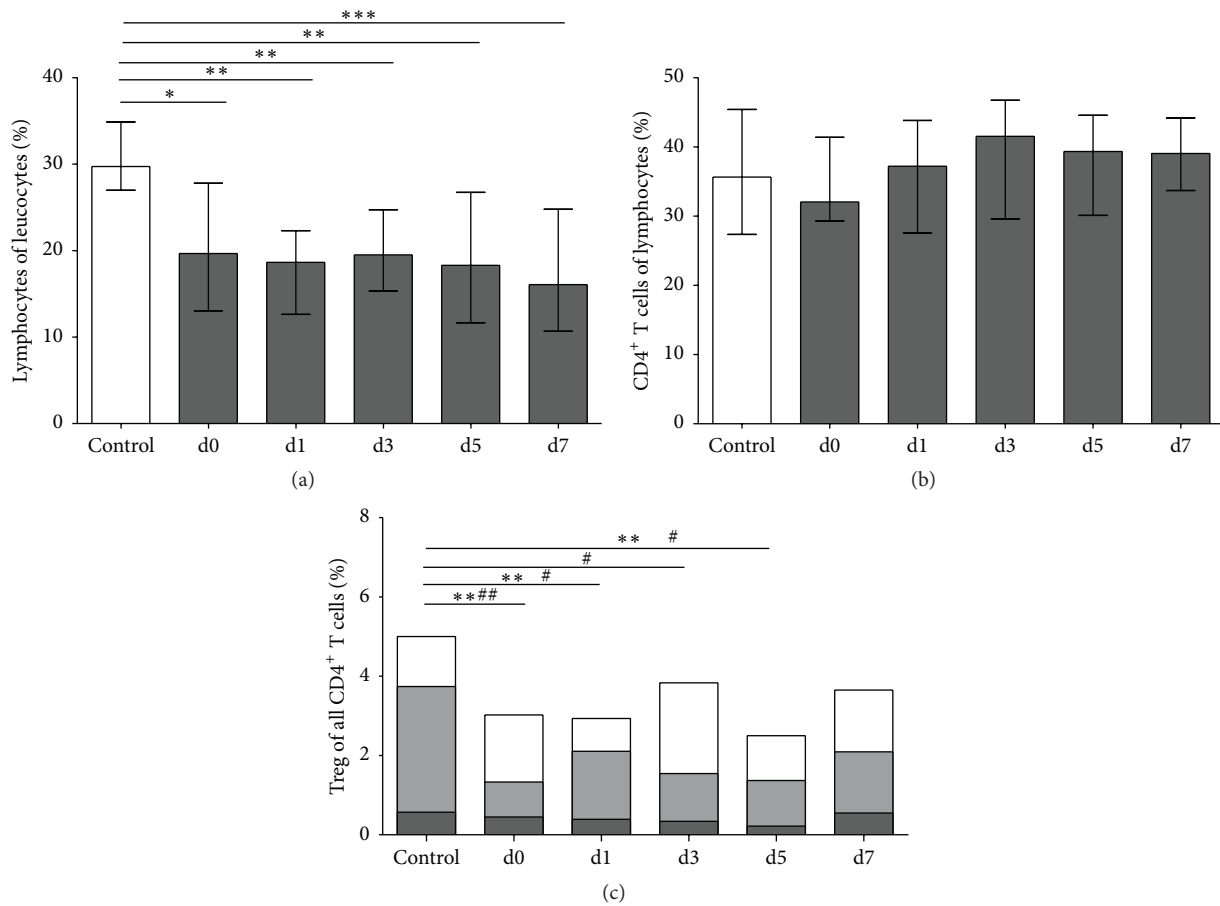 ***
**
**
**
*
Lymphocytes of leucocytes (%)
40
30
20
10
0
Control d0 d1 d3 d5 d7
(a)
CD4⁺ T cells of lymphocytes (%)
50
40
30
20
10
0
Control d0 d1 d3 d5 d7
(b)
** #
#
** #
** ##
Treg of all CD4⁺ T cells (%)
8
6
4
2
0
Control d0 d1 d3 d5 d7
(c)